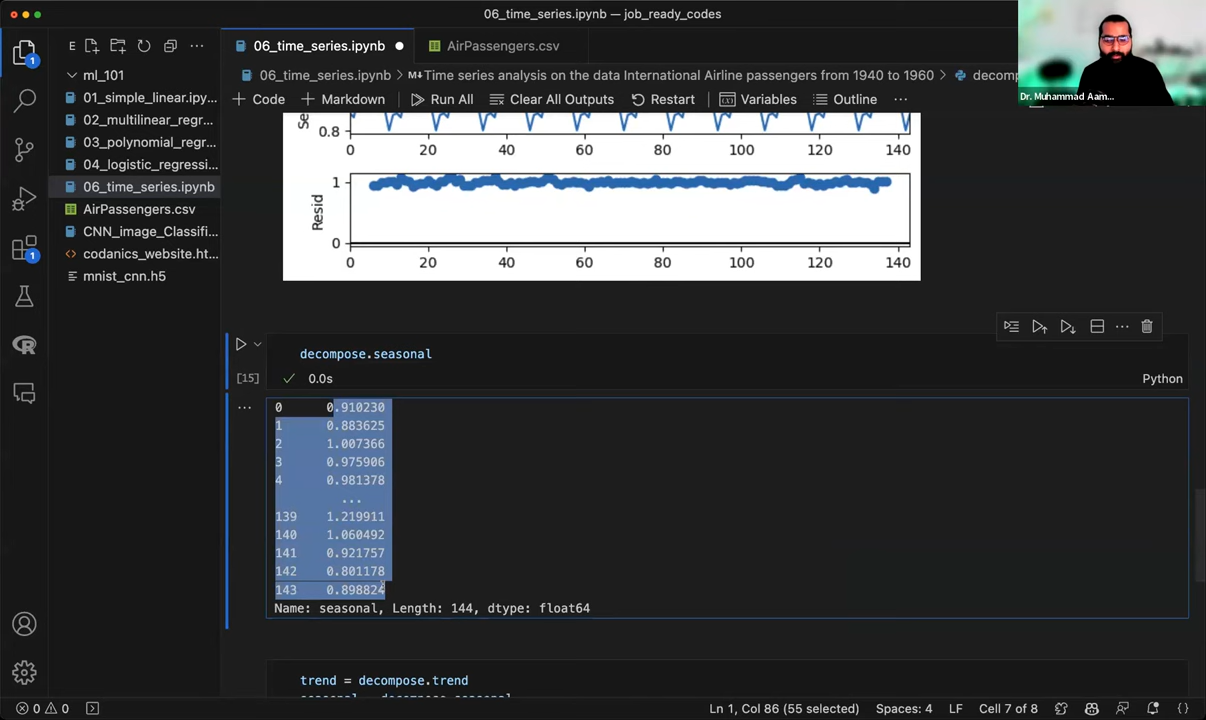 06_time_series.ipynb — job_ready_codes
E
06_time_series.ipynb
AirPassengers.csv
ml_101
01_simple_linear.ipy...
02_multilinear_regr...
03_polynomial_regr...
04_logistic_regressi...
06_time_series.ipynb
AirPassengers.csv
CNN_image_Classifi...
codanics_website.ht...
mnist_cnn.h5
1
1
06_time_series.ipynb > M↓Time series analysis on the data International Airline passengers from 1940 to 1960 > decomp
Dr. Muhammad Aam...
+ Code + Markdown Run All Clear All Outputs Restart Variables Outline ...
Se
0.8
0 20 40 60 80 100 120 140
1
Resid
0
0 20 40 60 80 100 120 140
decompose.seasonal
[15] 0.0s Python
0 0.910230
1 0.883625
2 1.007366
3 0.975906
4 0.981378
...
139 1.219911
140 1.060492
141 0.921757
142 0.801178
143 0.898824
Name: seasonal, Length: 144, dtype: float64
trend = decompose.trend
0 0 Ln 1, Col 86 (55 selected) Spaces: 4 LF Cell 7 of 8